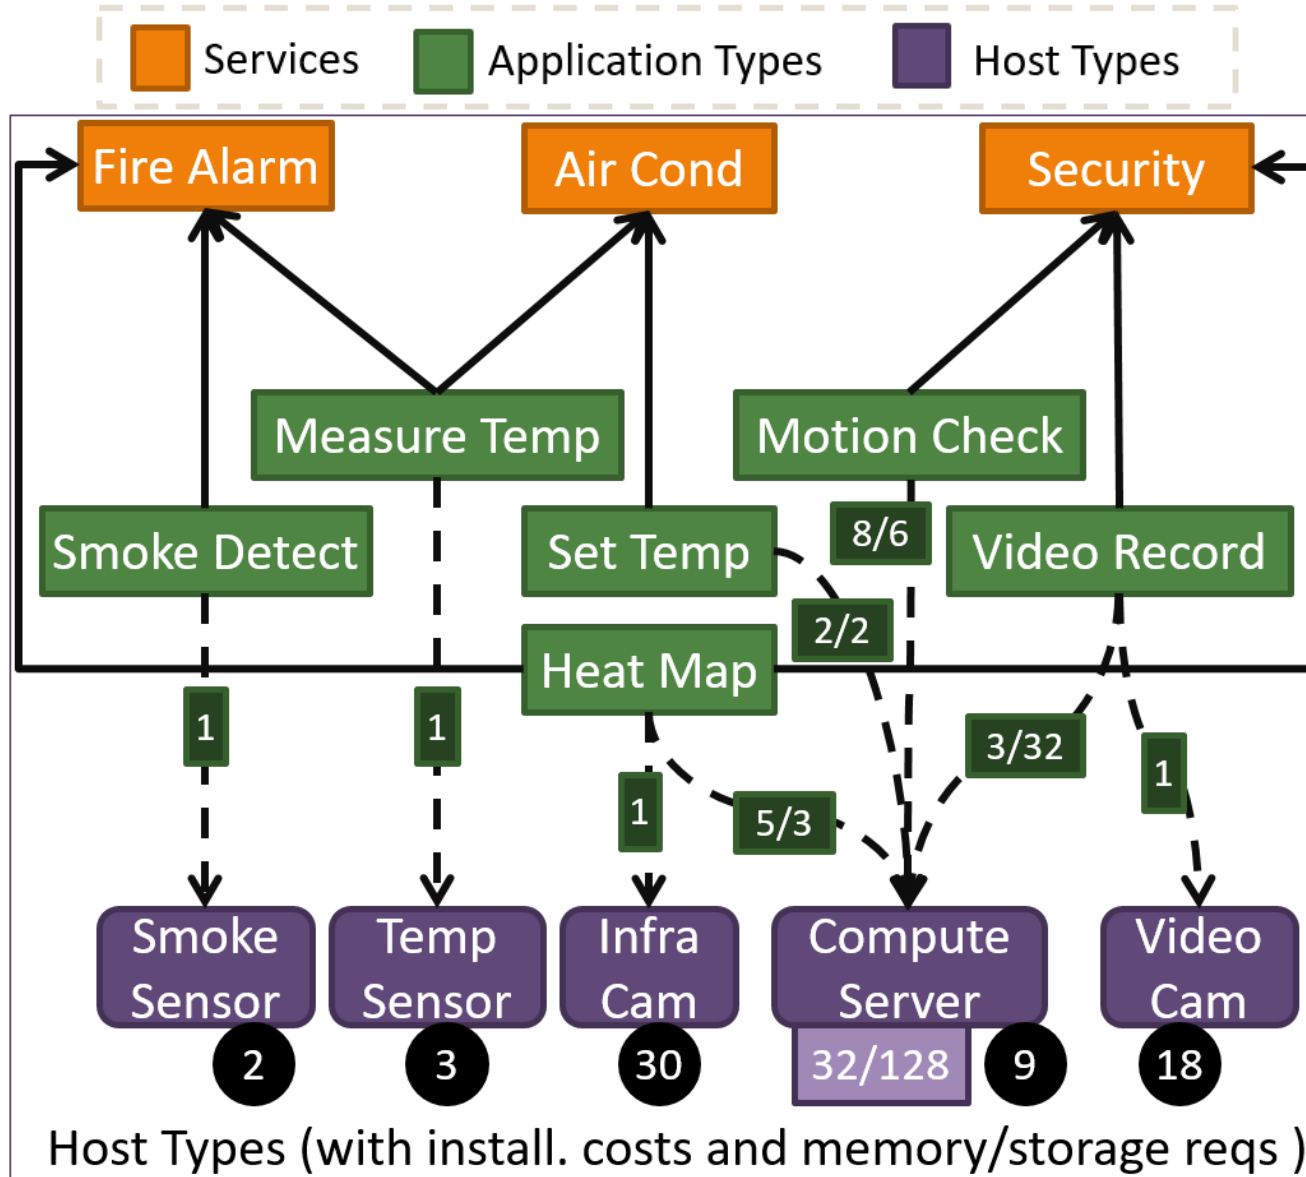 Services
Application Types
Host Types
Fire Alarm
Air Cond
Security
Measure Temp
Motion Check
Smoke Detect
Set Temp
8/6
Video Record
2/2
Heat Map
1
1
3/32
1
1
5/3
Smoke
Sensor
Temp
Sensor
Infra
Cam
Compute
Server
Video
Cam
2
3
30
32/128
9
18
Host Types (with install. costs and memory/storage reqs )